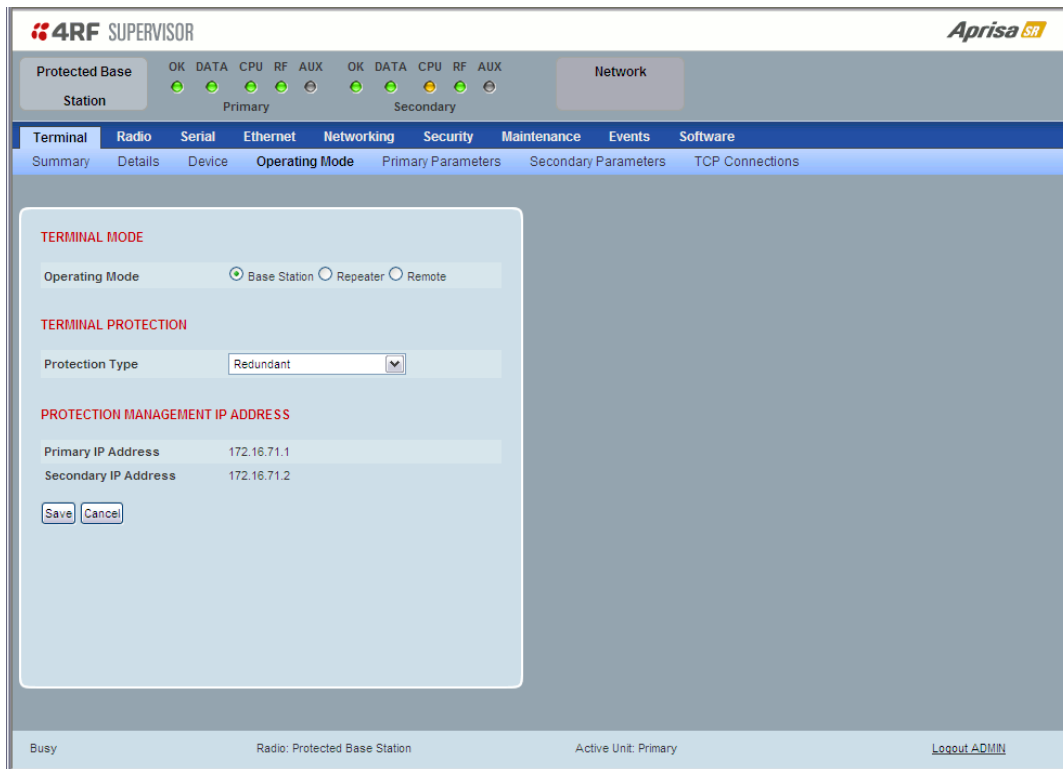 4RF SUPERVISOR
Aprisa SR
Protected Base Station
OK DATA CPU RF AUX
Primary
OK DATA CPU RF AUX
Secondary
Network
Terminal Radio Serial Ethernet Networking Security Maintenance Events Software
Summary Details Device Operating Mode Primary Parameters Secondary Parameters TCP Connections
TERMINAL MODE
Operating Mode Base Station Repeater Remote
TERMINAL PROTECTION
Protection Type Redundant
PROTECTION MANAGEMENT IP ADDRESS
Primary IP Address 172.16.71.1
Secondary IP Address 172.16.71.2
Save Cancel
Busy Radio: Protected Base Station Active Unit: Primary Logout ADMIN